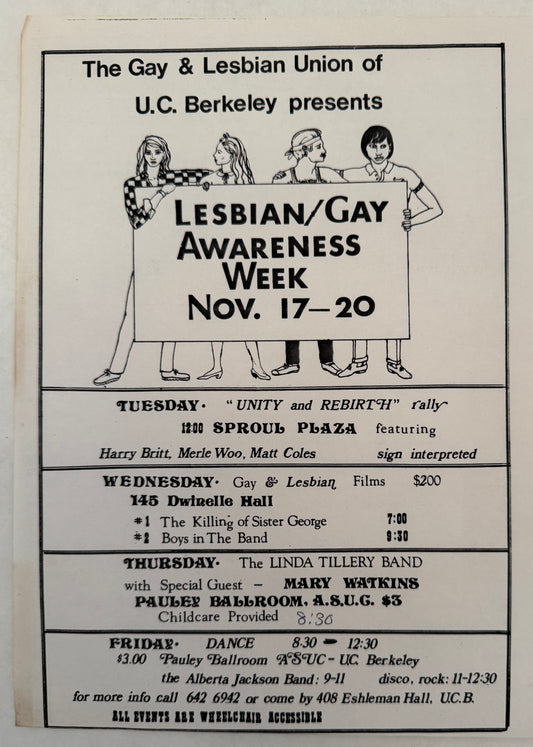 The Gay & Lesbian Union of
U.C. Berkeley presents
LESBIAN/GAY
AWARENESS
WEEK
NOV. 17–20
TUESDAY· "UNITY and REBIRTH" rally
12:00 SPROUL PLAZA featuring
Harry Britt, Merle Woo, Matt Coles sign interpreted
WEDNESDAY· Gay & Lesbian Films $200
145 Dwinelle Hall
#1 The Killing of Sister George 7:00
#2 Boys in The Band 9:30
THURSDAY· The LINDA TILLERY BAND
with Special Guest – MARY WATKINS
PAULEY BALLROOM, A.S.U.G. $3
Childcare Provided 8:30
FRIDAY· DANCE 8:30 – 12:30
$3.00 Pauley Ballroom ASUC – U.C. Berkeley
the Alberta Jackson Band: 9-11 disco, rock: 11-12:30
for more info call 642 6942 or come by 408 Eshleman Hall, U.C.B.
ALL EVENTS ARE WHEELCHAIR ACCESSIBLE